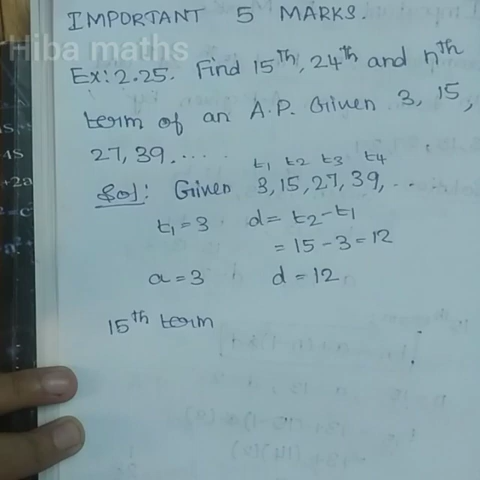 IMPORTANT 5 MARKS.
Hiba maths
Ex: 2.25. Find 15th, 24th and nth
term of an A.P. Given 3, 15,
27, 39, ....
t1 t2 t3 t4
Sol: Given 3, 15, 27, 39, ...
t1 = 3 d = t2 - t1
= 15 - 3 = 12
a = 3 d = 12
15th term